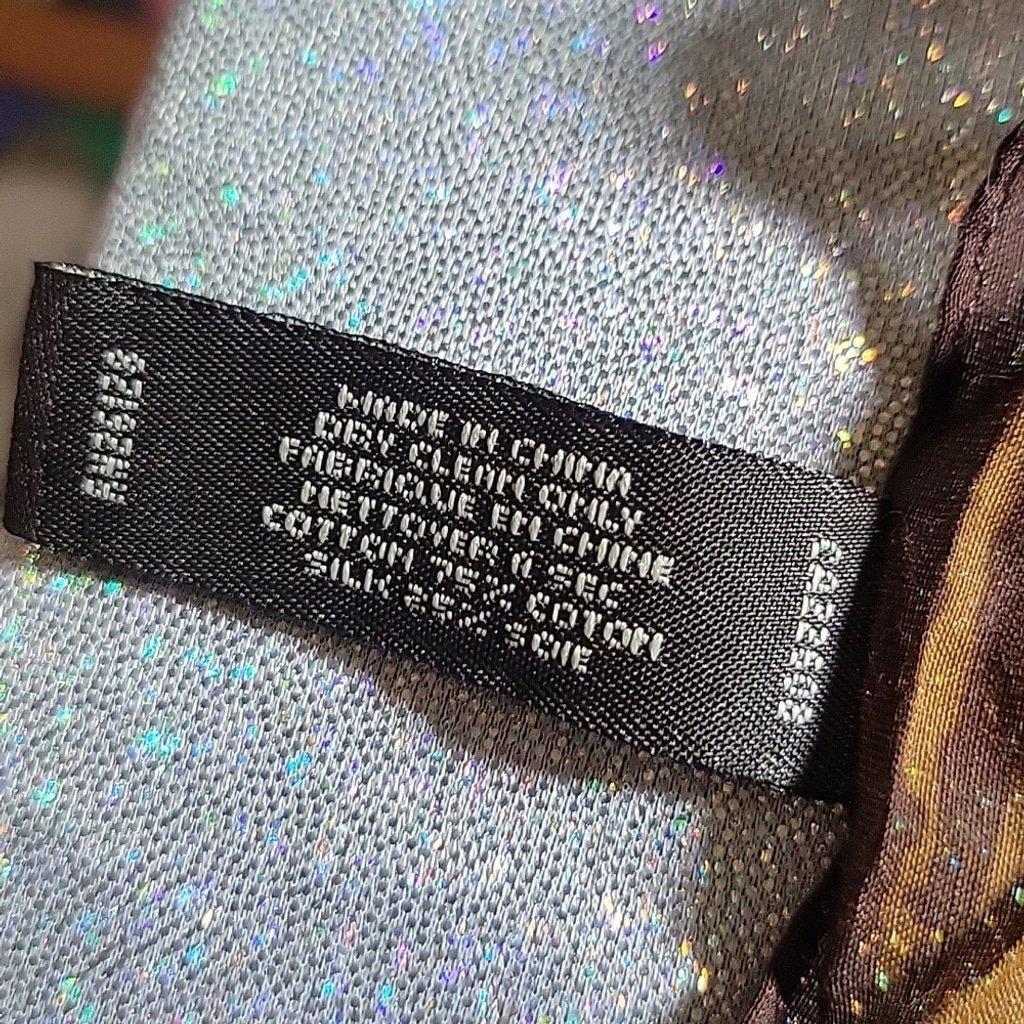 MADE IN CHINA
DRY CLEAN ONLY
FABRIQUE EN CHINE
NETTOYER A SEC
COTTON 75% COTON
SILK 25% SOIE